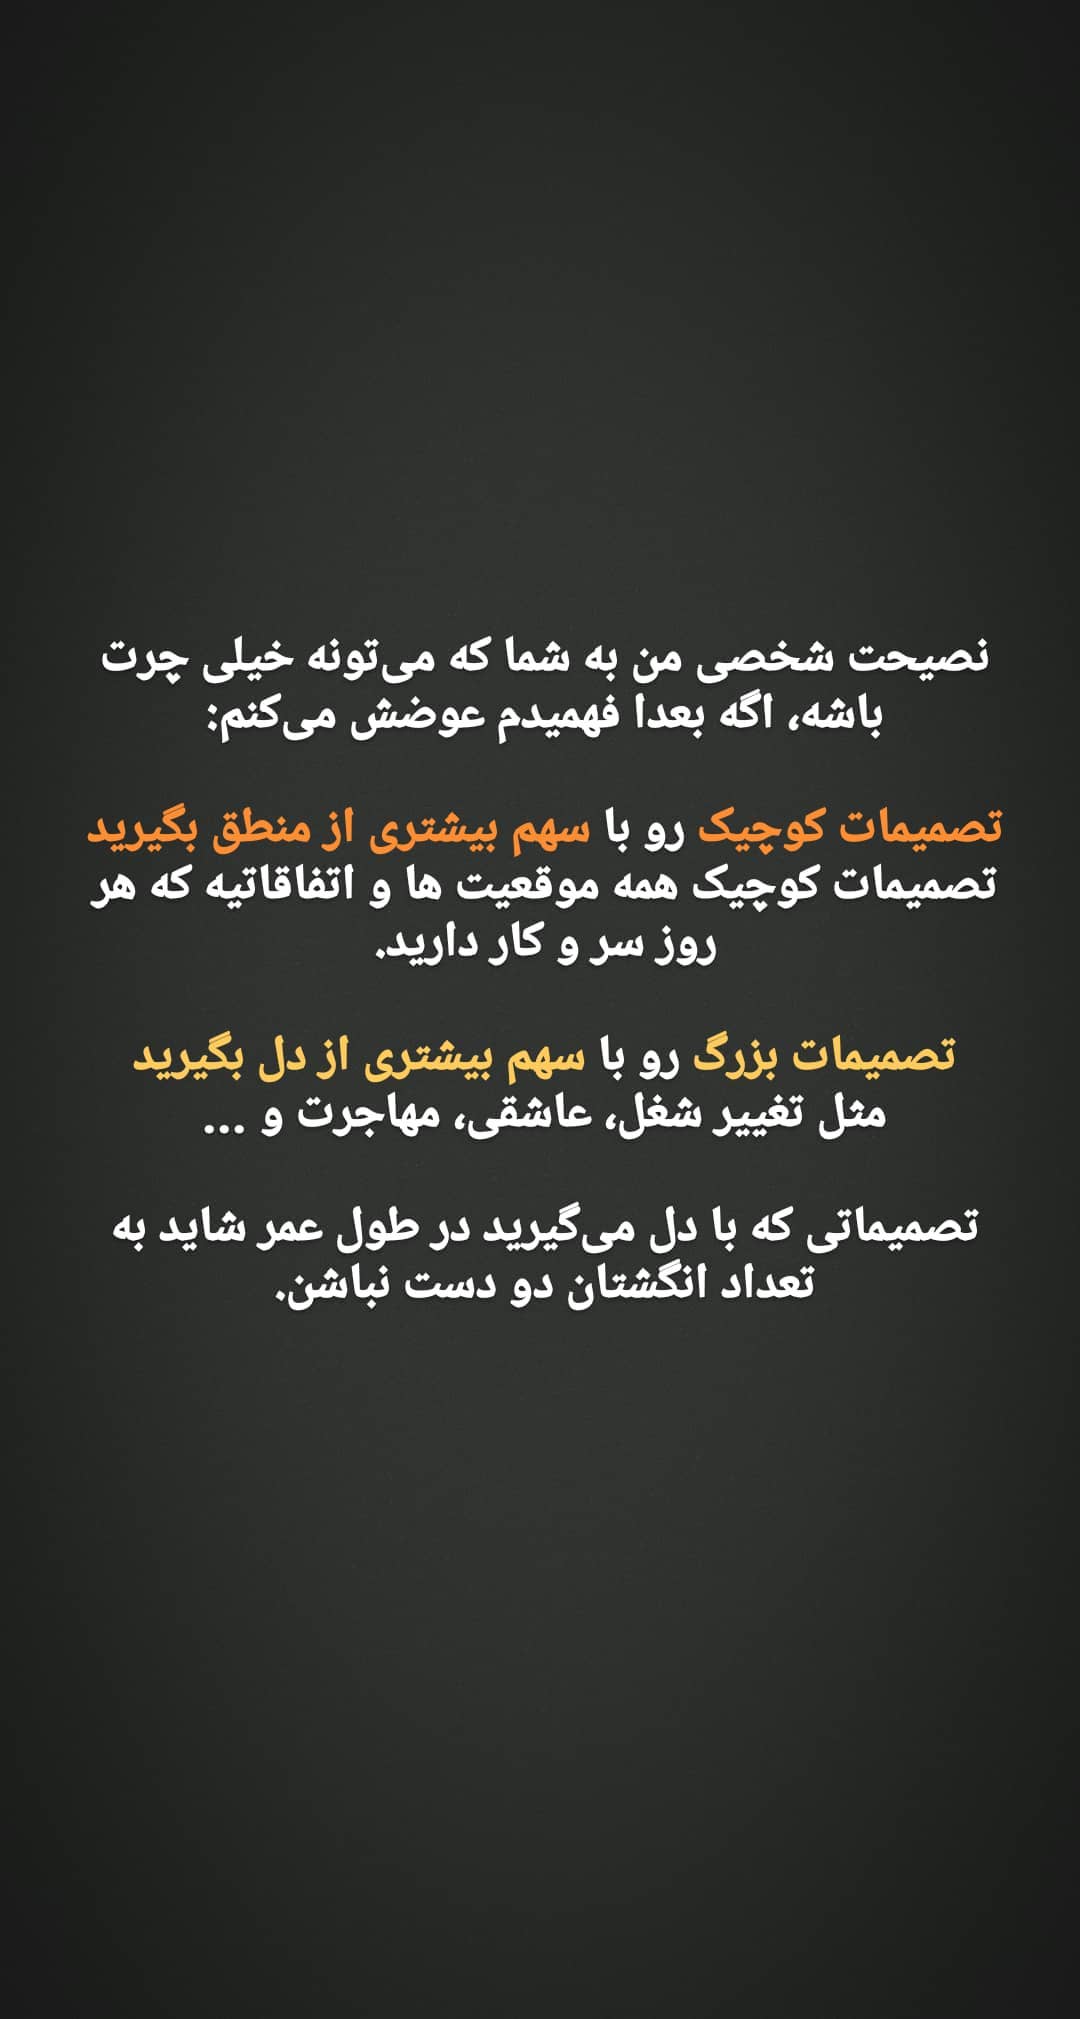 نصیحت شخصی من به شما که می‌تونه خیلی چرت
باشه، اگه بعدا فهمیدم عوضش می‌کنم:
تصمیمات کوچیک رو با سهم بیشتری از منطق بگیرید
تصمیمات کوچیک همه موقعیت ها و اتفاقاتیه که هر
روز سر و کار دارید.
تصمیمات بزرگ رو با سهم بیشتری از دل بگیرید
مثل تغییر شغل، عاشقی، مهاجرت و ...
تصمیماتی که با دل می‌گیرید در طول عمر شاید به
تعداد انگشتان دو دست نباشن.